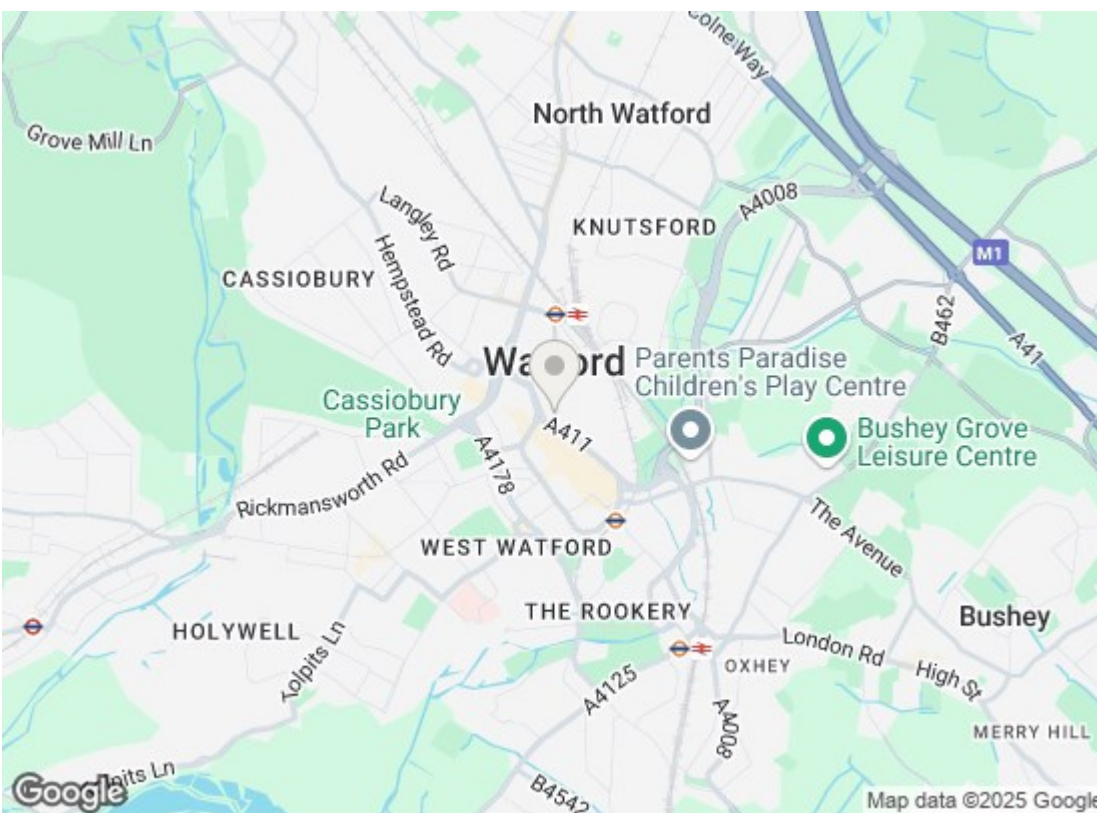 Colne Way
North Watford
Grove Mill Ln
A4008
Langley Rd
KNUTSFORD
Hempstead Rd
M1
CASSIOBURY
B462
A41
Parents Paradise
Children's Play Centre
Cassiobury
Park
A411
Bushey Grove
Leisure Centre
A4178
Rickmansworth Rd
The Avenue
WEST WATFORD
THE ROOKERY
Bushey
HOLYWELL
London Rd
OXHEY
High St
A4125
A4008
MERRY HILL
B4542
Google
Map data ©2025 Google